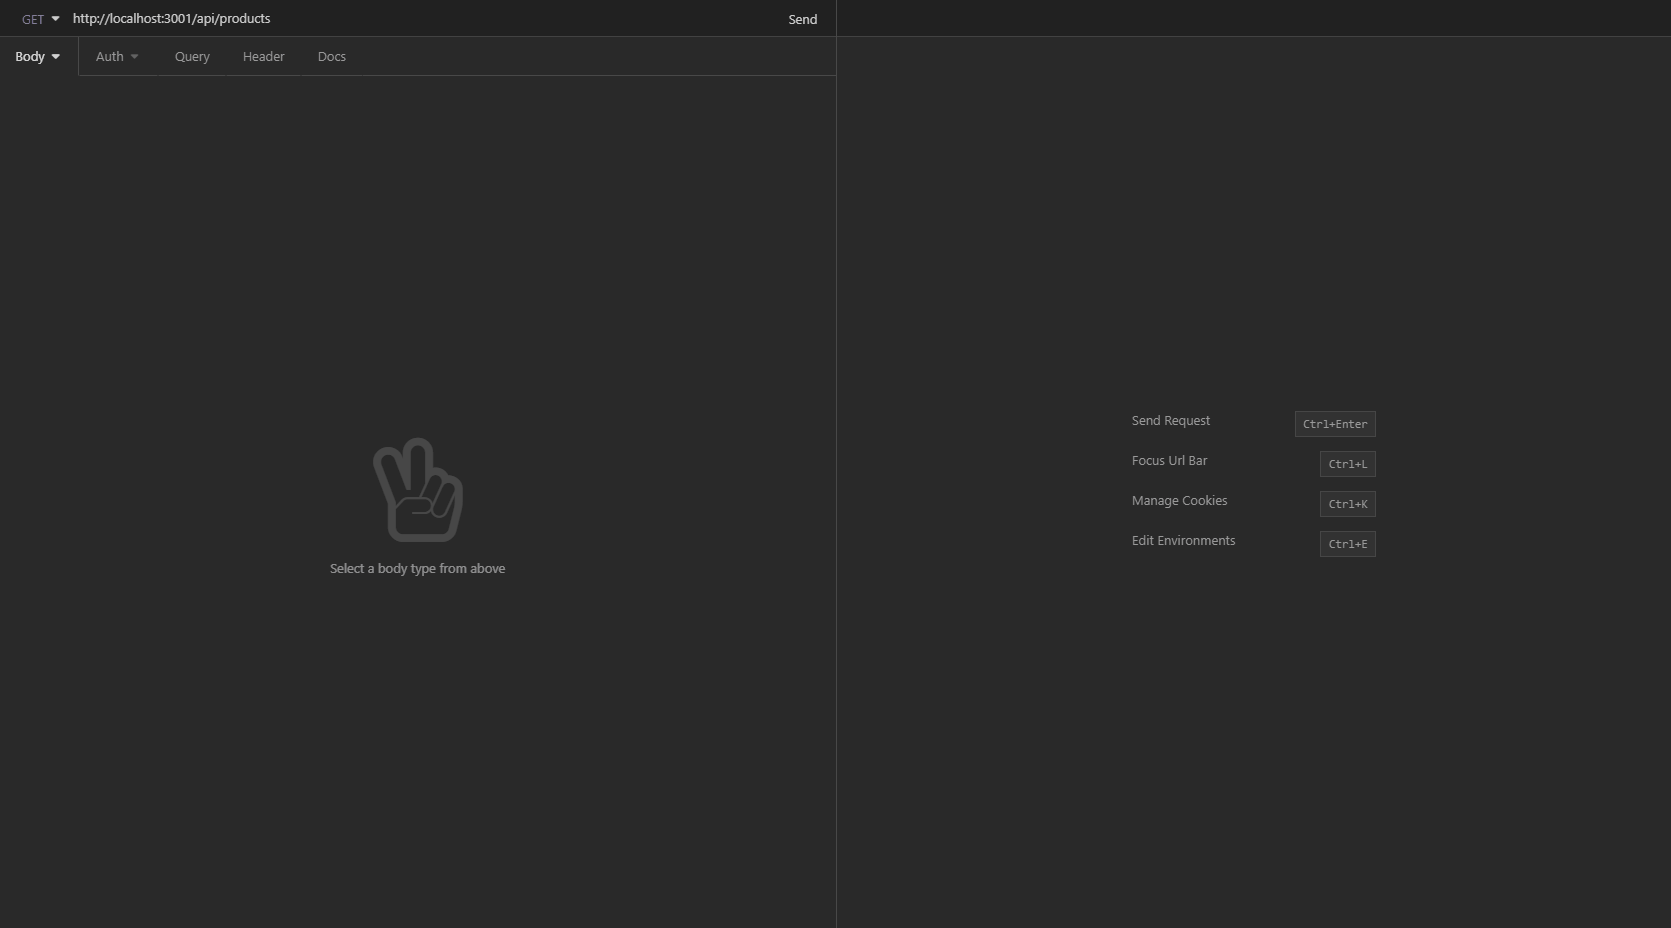 GET http://localhost:3001/api/products Send
Body Auth Query Header Docs
Select a body type from above
Send Request Ctrl+Enter
Focus Url Bar Ctrl+L
Manage Cookies Ctrl+K
Edit Environments Ctrl+E